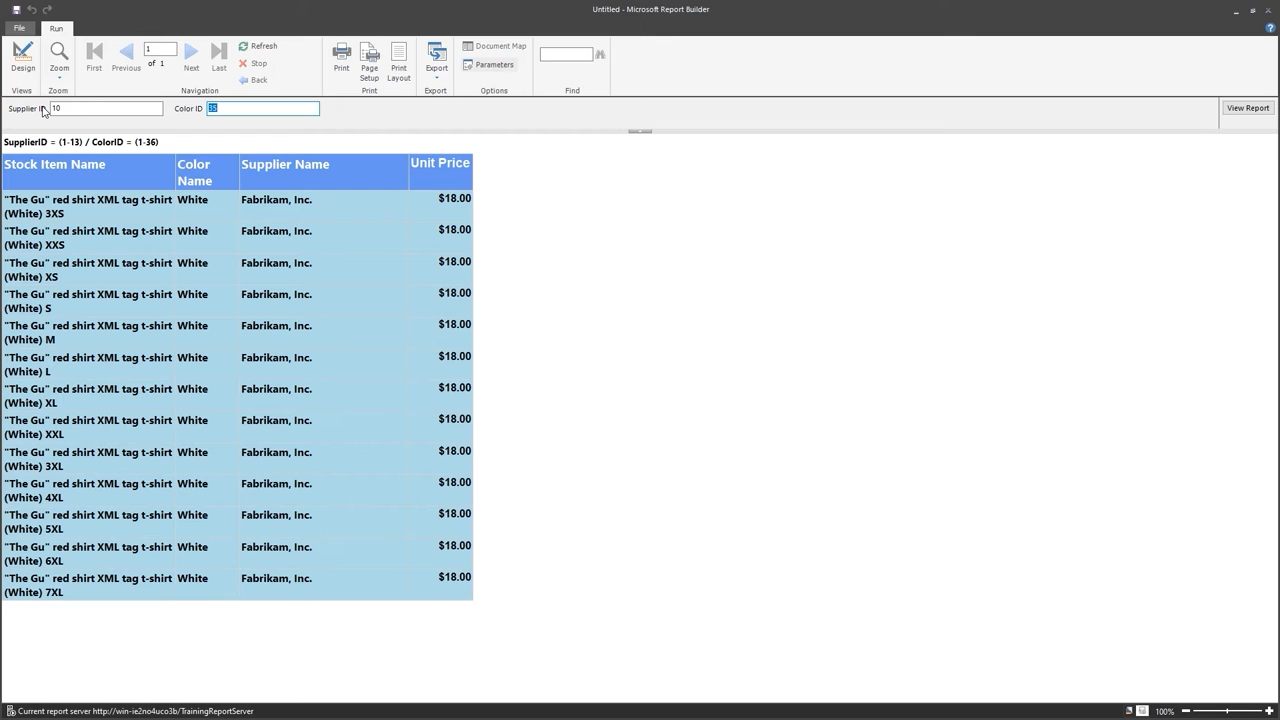 Untitled - Microsoft Report Builder
File Run
Design Zoom First Previous 1 of 1 Next Last Refresh Stop Back Print Page Setup Print Layout Export Document Map Parameters
Views Zoom Navigation Print Export Options Find
Supplier ID 10 Color ID 35 View Report
SupplierID = (1-13) / ColorID = (1-36)
Stock Item Name Color Name Supplier Name Unit Price
"The Gu" red shirt XML tag t-shirt White Fabrikam, Inc. $18.00
(White) 3XS
"The Gu" red shirt XML tag t-shirt White Fabrikam, Inc. $18.00
(White) XXS
"The Gu" red shirt XML tag t-shirt White Fabrikam, Inc. $18.00
(White) XS
"The Gu" red shirt XML tag t-shirt White Fabrikam, Inc. $18.00
(White) S
"The Gu" red shirt XML tag t-shirt White Fabrikam, Inc. $18.00
(White) M
"The Gu" red shirt XML tag t-shirt White Fabrikam, Inc. $18.00
(White) L
"The Gu" red shirt XML tag t-shirt White Fabrikam, Inc. $18.00
(White) XL
"The Gu" red shirt XML tag t-shirt White Fabrikam, Inc. $18.00
(White) XXL
"The Gu" red shirt XML tag t-shirt White Fabrikam, Inc. $18.00
(White) 3XL
"The Gu" red shirt XML tag t-shirt White Fabrikam, Inc. $18.00
(White) 4XL
"The Gu" red shirt XML tag t-shirt White Fabrikam, Inc. $18.00
(White) 5XL
"The Gu" red shirt XML tag t-shirt White Fabrikam, Inc. $18.00
(White) 6XL
"The Gu" red shirt XML tag t-shirt White Fabrikam, Inc. $18.00
(White) 7XL
Current report server http://win-ie2no4uco3b/TrainingReportServer 100%